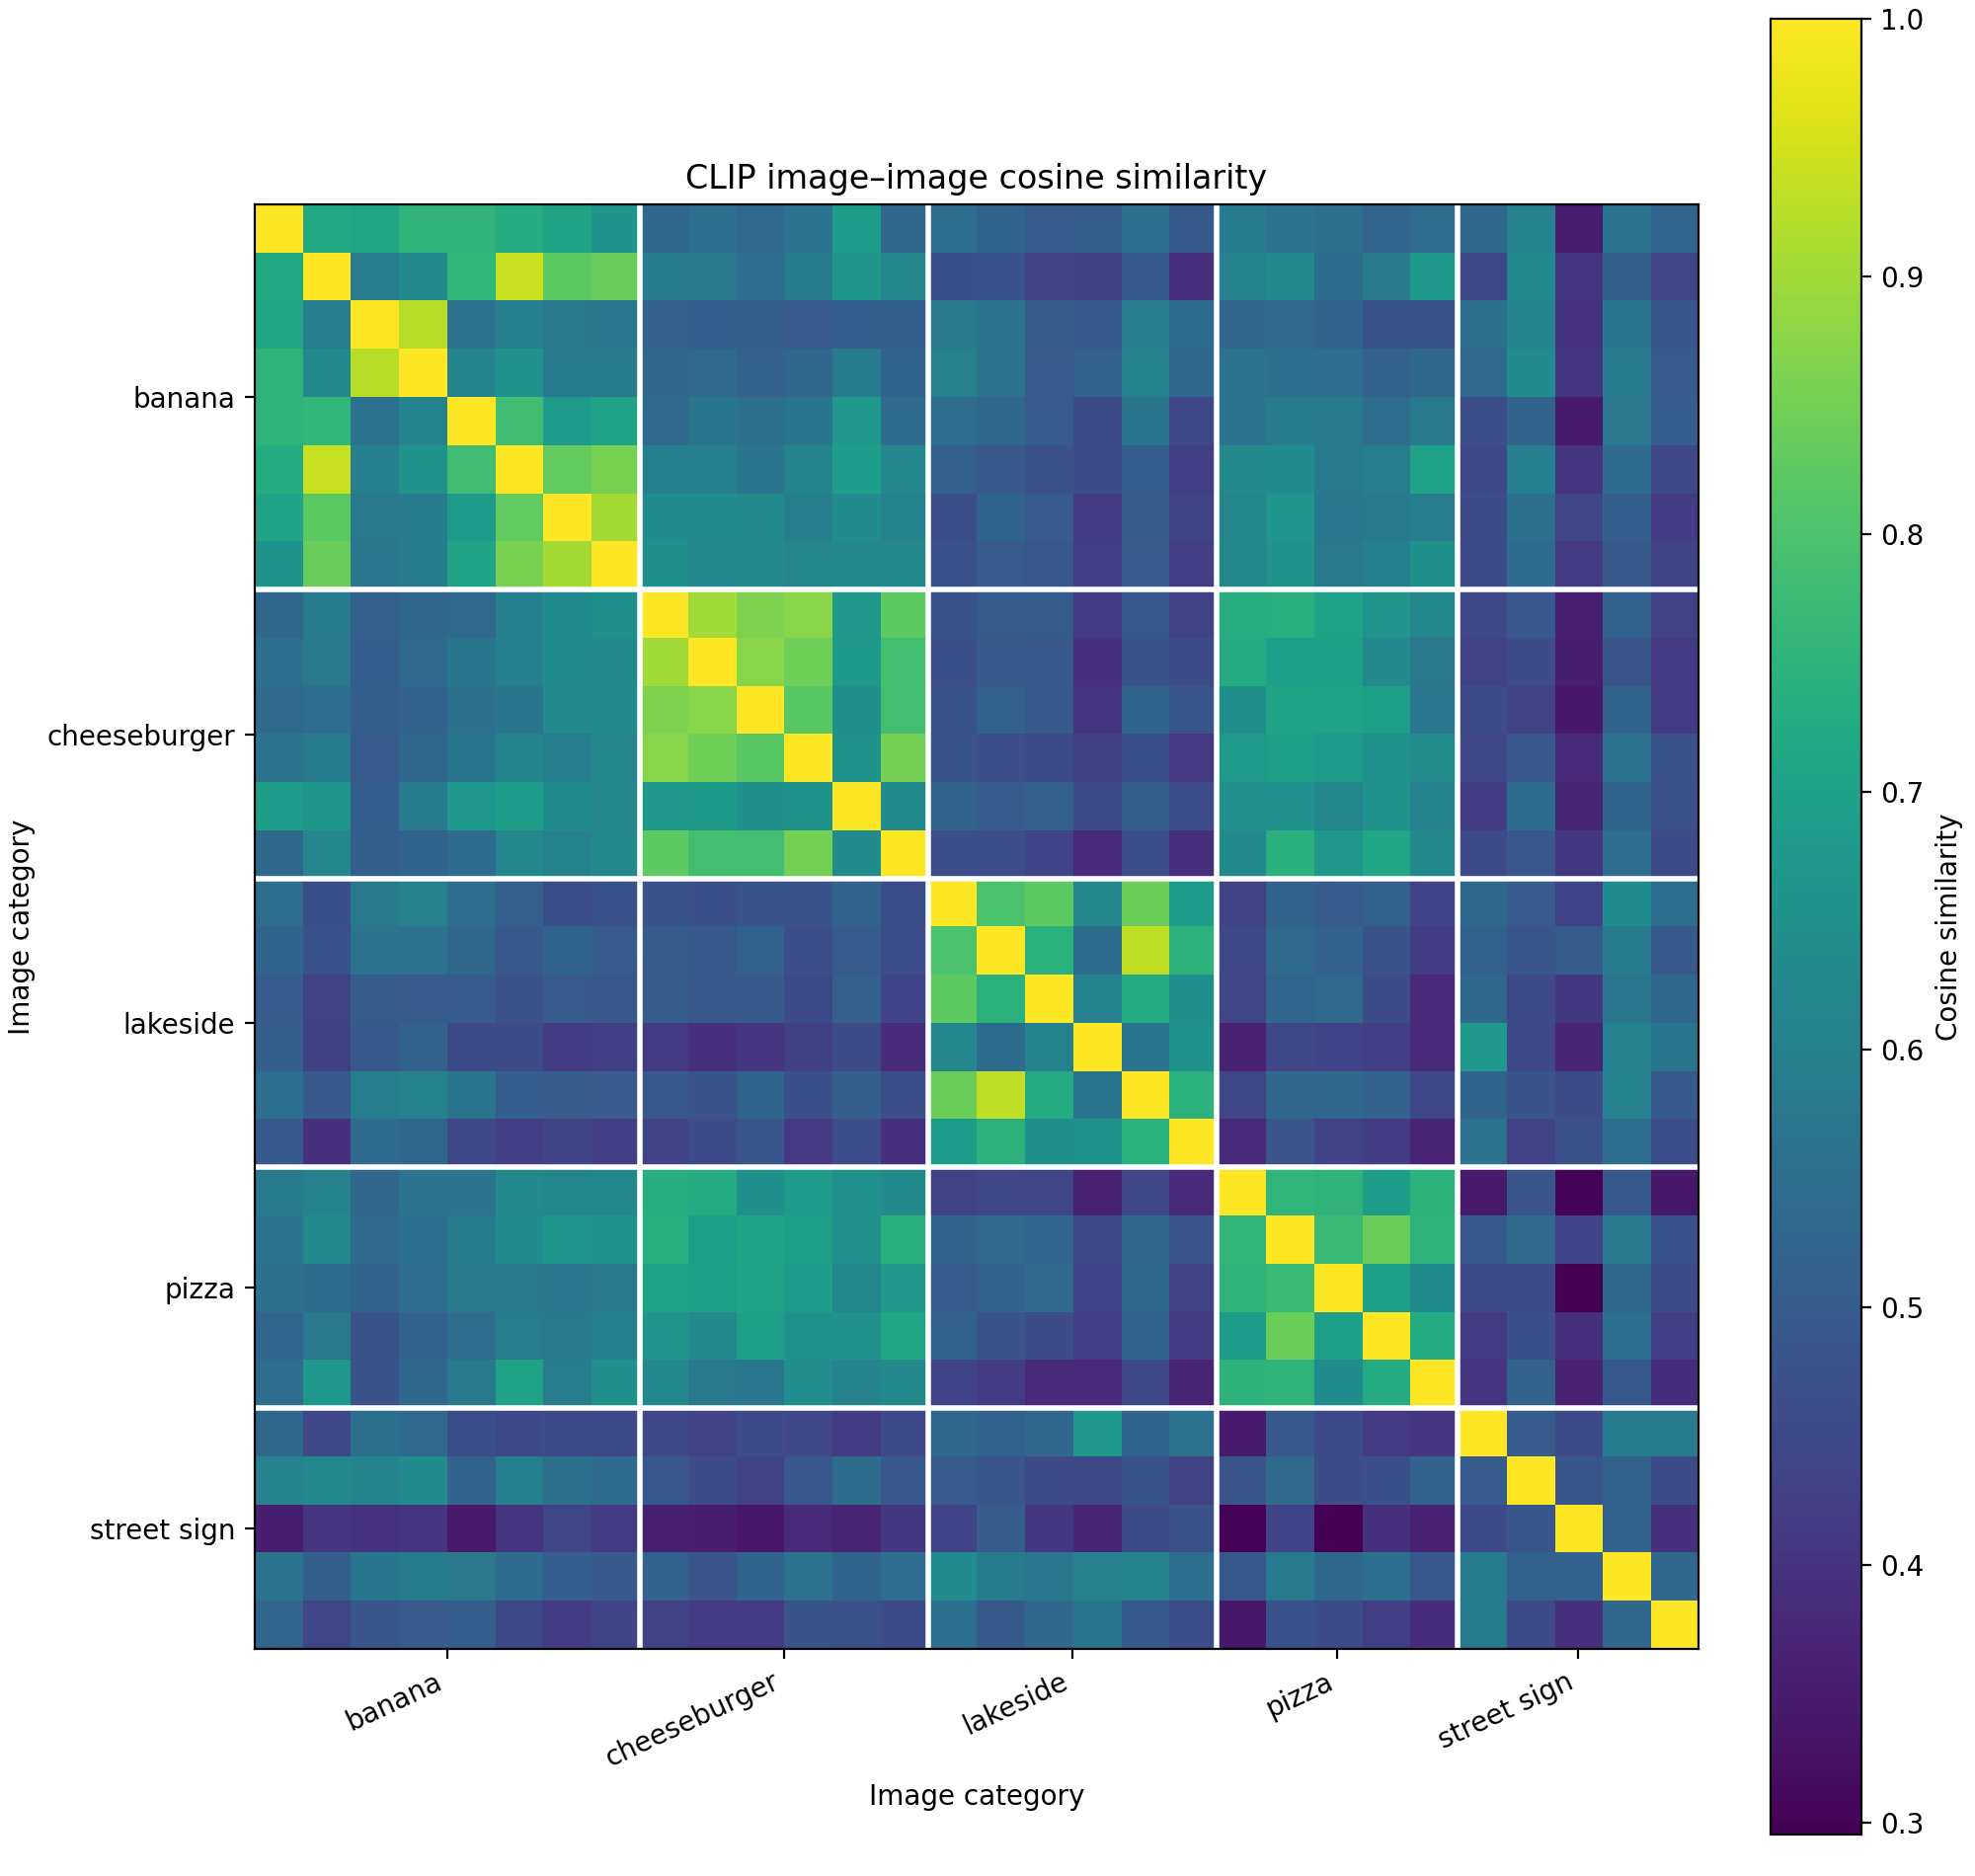 CLIP image–image cosine similarity
1.0
0.9
0.8
0.7
0.6
0.5
0.4
0.3
Cosine similarity
Image category
banana
cheeseburger
lakeside
pizza
street sign
banana
cheeseburger
lakeside
pizza
street sign
Image category